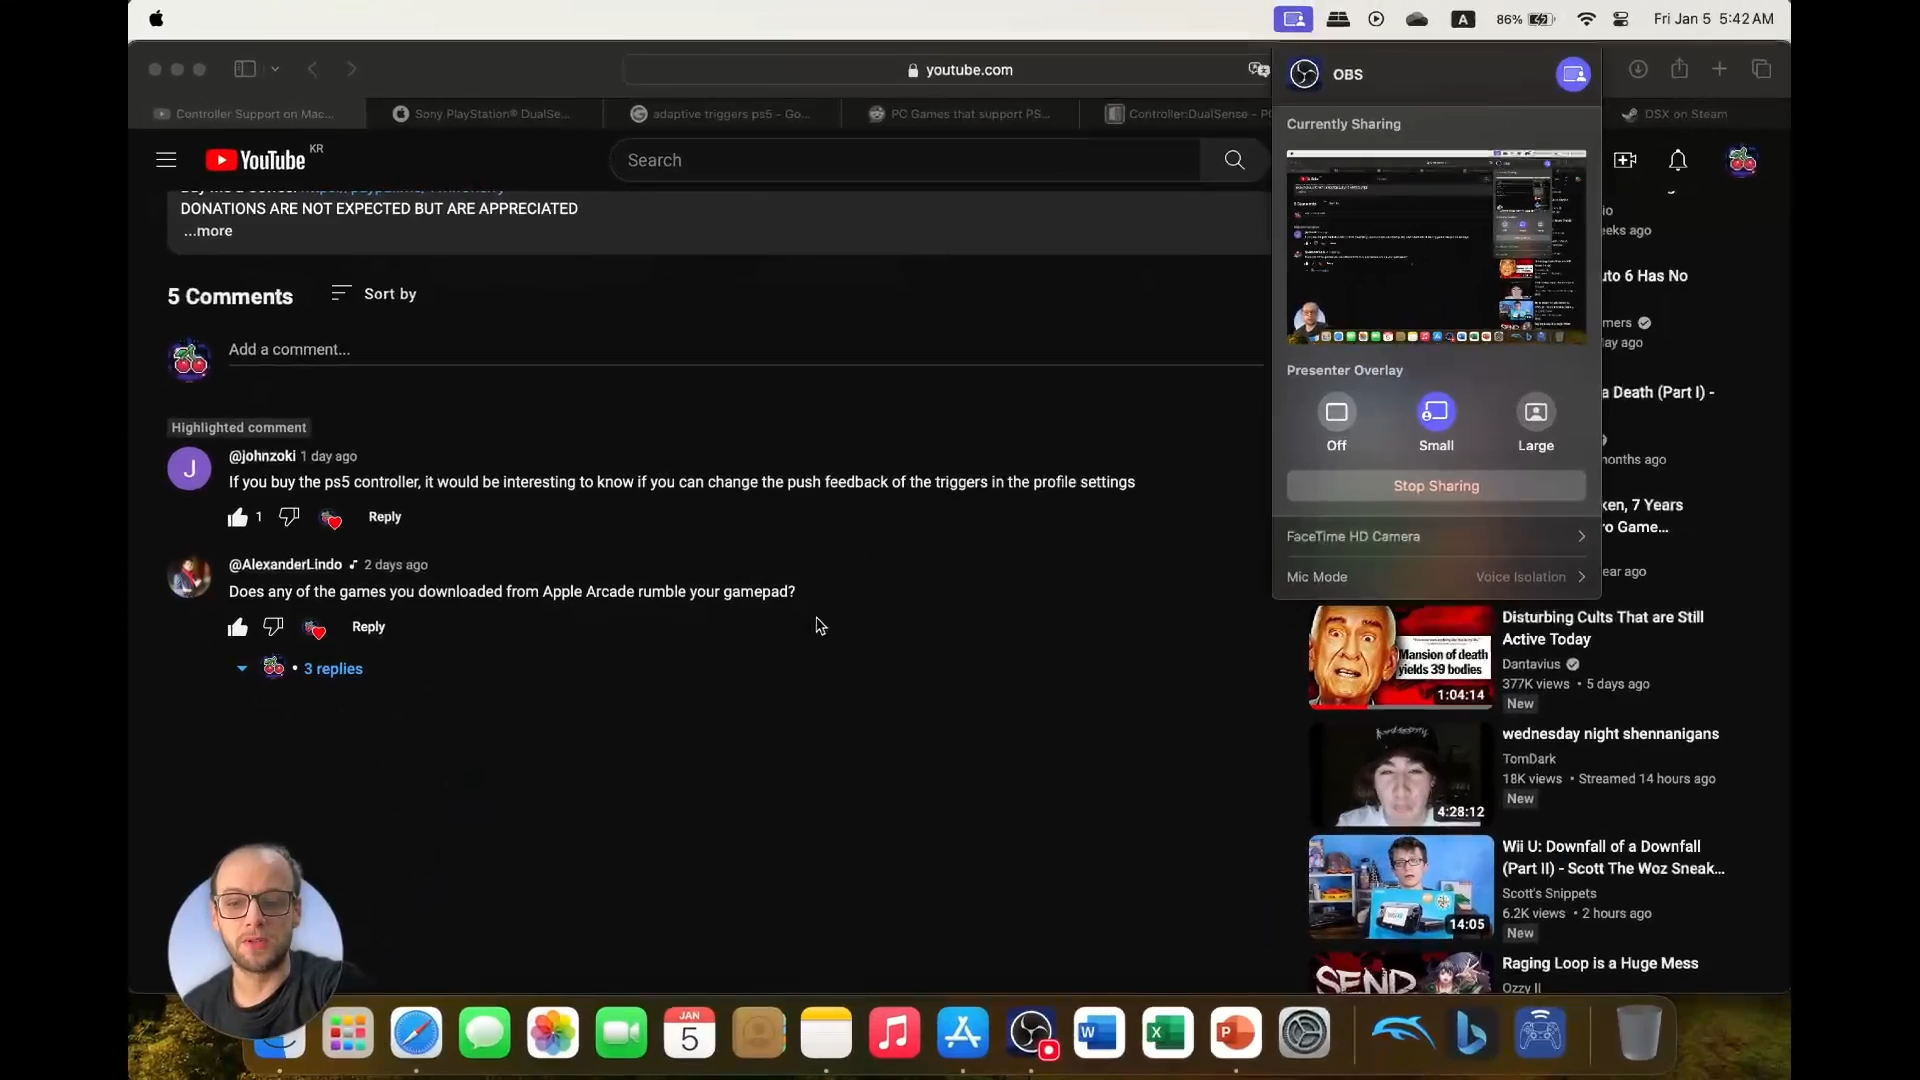 86%
Fri Jan 5 5:42 AM
youtube.com
OBS
Controller Support on Mac...
Sony PlayStation® DualSe...
adaptive triggers ps5 - Go...
PC Games that support PS...
Controller:DualSense - PC
DSX on Steam
Currently Sharing
YouTube KR
Search
DONATIONS ARE NOT EXPECTED BUT ARE APPRECIATED
...more
5 Comments
Sort by
Add a comment...
Highlighted comment
J
@johnzoki 1 day ago
If you buy the ps5 controller, it would be interesting to know if you can change the push feedback of the triggers in the profile settings
1
Reply
@AlexanderLindo 2 days ago
Does any of the games you downloaded from Apple Arcade rumble your gamepad?
Reply
• 3 replies
Presenter Overlay
Off
Small
Large
Stop Sharing
FaceTime HD Camera
Mic Mode
Voice Isolation
io
eeks ago
uto 6 Has No
mers
ay ago
a Death (Part I) -
onths ago
ken, 7 Years
ro Game...
ear ago
Mansion of death
yields 39 bodies
1:04:14
Disturbing Cults That are Still
Active Today
Dantavius
377K views • 5 days ago
New
4:28:12
wednesday night shennanigans
TomDark
18K views • Streamed 14 hours ago
New
14:05
Wii U: Downfall of a Downfall
(Part II) - Scott The Woz Sneak...
Scott's Snippets
6.2K views • 2 hours ago
New
SEND
Raging Loop is a Huge Mess
Ozzy II
JAN
5